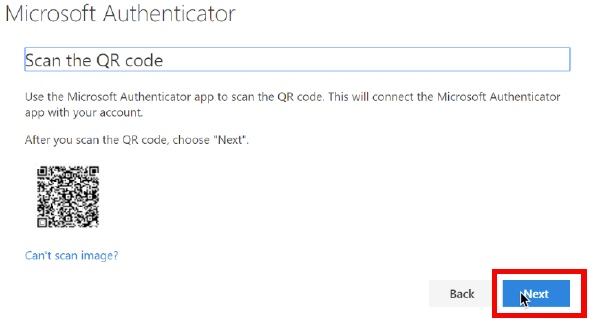 Microsoft Authenticator
Scan the QR code
Use the Microsoft Authenticator app to scan the QR code. This will connect the Microsoft Authenticator
app with your account.
After you scan the QR code, choose "Next".
Can't scan image?
Back
Next